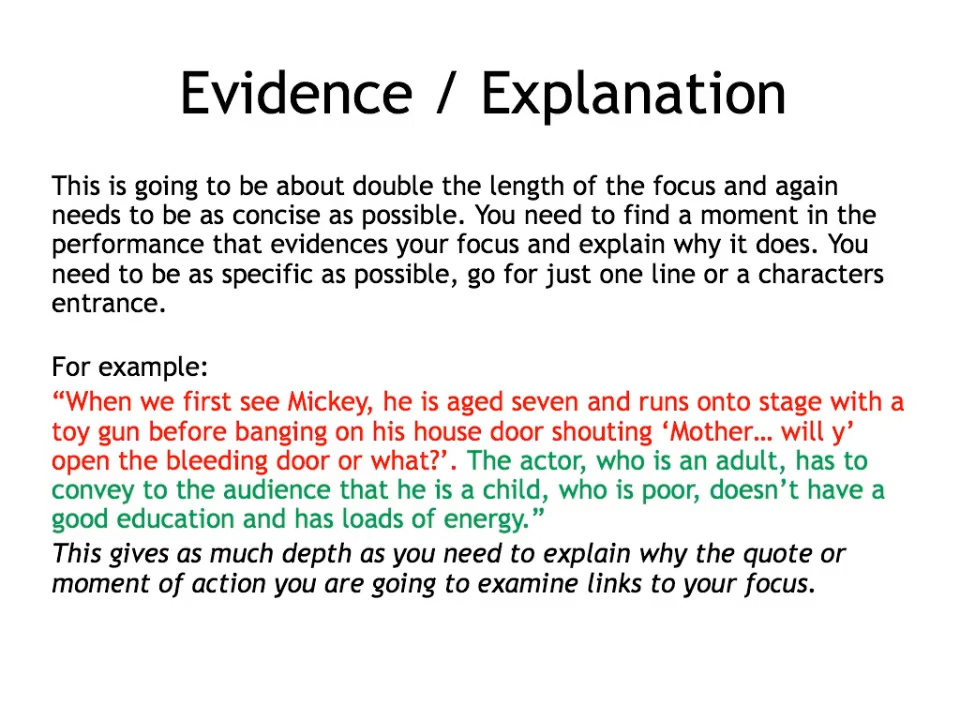 Evidence / Explanation
This is going to be about double the length of the focus and again
needs to be as concise as possible. You need to find a moment in the
performance that evidences your focus and explain why it does. You
need to be as specific as possible, go for just one line or a characters
entrance.
For example:
“When we first see Mickey, he is aged seven and runs onto stage with a
toy gun before banging on his house door shouting ‘Mother… will y’
open the bleeding door or what?’. The actor, who is an adult, has to
convey to the audience that he is a child, who is poor, doesn’t have a
good education and has loads of energy.”
This gives as much depth as you need to explain why the quote or
moment of action you are going to examine links to your focus.